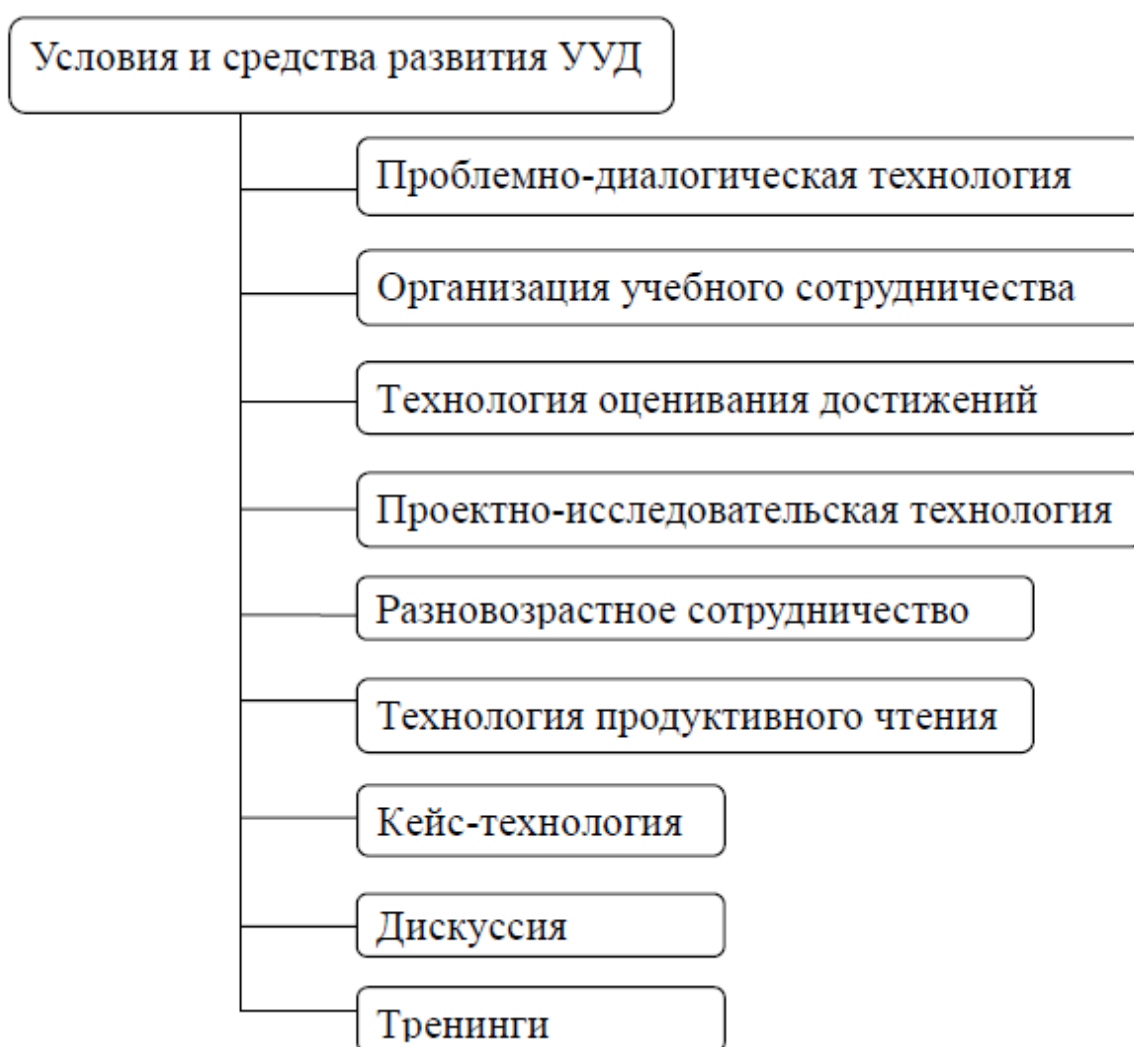 Условия и средства развития УУД
Проблемно-диалогическая технология
Организация учебного сотрудничества
Технология оценивания достижений
Проектно-исследовательская технология
Разновозрастное сотрудничество
Технология продуктивного чтения
Кейс-технология
Дискуссия
Тренинги